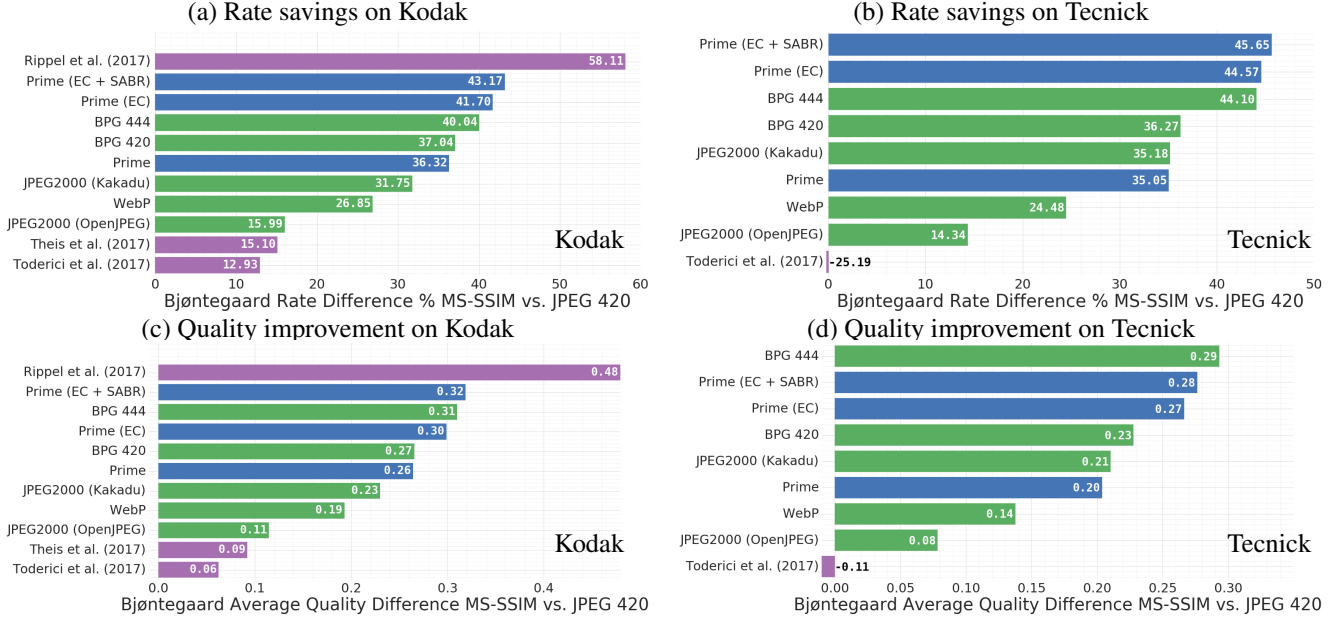 (a) Rate savings on Kodak
Rippel et al. (2017) 58.11
Prime (EC + SABR) 43.17
Prime (EC) 41.70
BPG 444 40.04
BPG 420 37.04
Prime 36.32
JPEG2000 (Kakadu) 31.75
WebP 26.85
JPEG2000 (OpenJPEG) 15.99
Theis et al. (2017) 15.10
Toderici et al. (2017) 12.93
Kodak
0 10 20 30 40 50 60
Bjøntegaard Rate Difference % MS-SSIM vs. JPEG 420
(b) Rate savings on Tecnick
Prime (EC + SABR) 45.65
Prime (EC) 44.57
BPG 444 44.10
BPG 420 36.27
JPEG2000 (Kakadu) 35.18
Prime 35.05
WebP 24.48
JPEG2000 (OpenJPEG) 14.34
Toderici et al. (2017) -25.19
Tecnick
0 10 20 30 40 50
Bjøntegaard Rate Difference % MS-SSIM vs. JPEG 420
(c) Quality improvement on Kodak
Rippel et al. (2017) 0.48
Prime (EC + SABR) 0.32
BPG 444 0.31
Prime (EC) 0.30
BPG 420 0.27
Prime 0.26
JPEG2000 (Kakadu) 0.23
WebP 0.19
JPEG2000 (OpenJPEG) 0.11
Theis et al. (2017) 0.09
Toderici et al. (2017) 0.06
Kodak
0.0 0.1 0.2 0.3 0.4
Bjøntegaard Average Quality Difference MS-SSIM vs. JPEG 420
(d) Quality improvement on Tecnick
BPG 444 0.29
Prime (EC + SABR) 0.28
Prime (EC) 0.27
BPG 420 0.23
JPEG2000 (Kakadu) 0.21
Prime 0.20
WebP 0.14
JPEG2000 (OpenJPEG) 0.08
Toderici et al. (2017) -0.11
Tecnick
0.00 0.05 0.10 0.15 0.20 0.25 0.30
Bjøntegaard Average Quality Difference MS-SSIM vs. JPEG 420